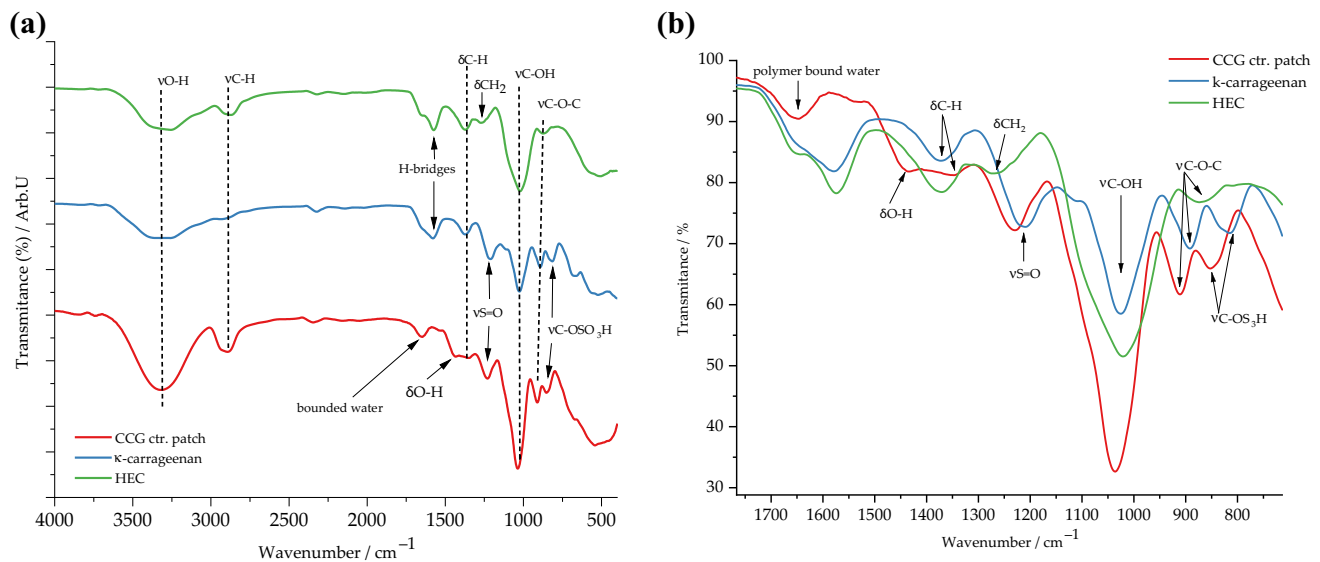 (a)
νO-H
νC-H
δC-H
δCH2
νC-OH
νC-O-C
H-bridges
νS=O
νC-OSO3H
bounded water
δO-H
CCG ctr. patch
κ-carrageenan
HEC
Transmittance (%) / Arb.U
4000 3500 3000 2500 2000 1500 1000 500
Wavenumber / cm−1
(b)
CCG ctr. patch
k-carrageenan
HEC
polymer bound water
δC-H
δCH2
νC-O-C
νC-OH
δO-H
νS=O
νC-OS3H
100
90
80
70
60
50
40
30
Transmitance / %
1700 1600 1400 1300 1200 1100 1000 900 800
Wavenumber / cm−1